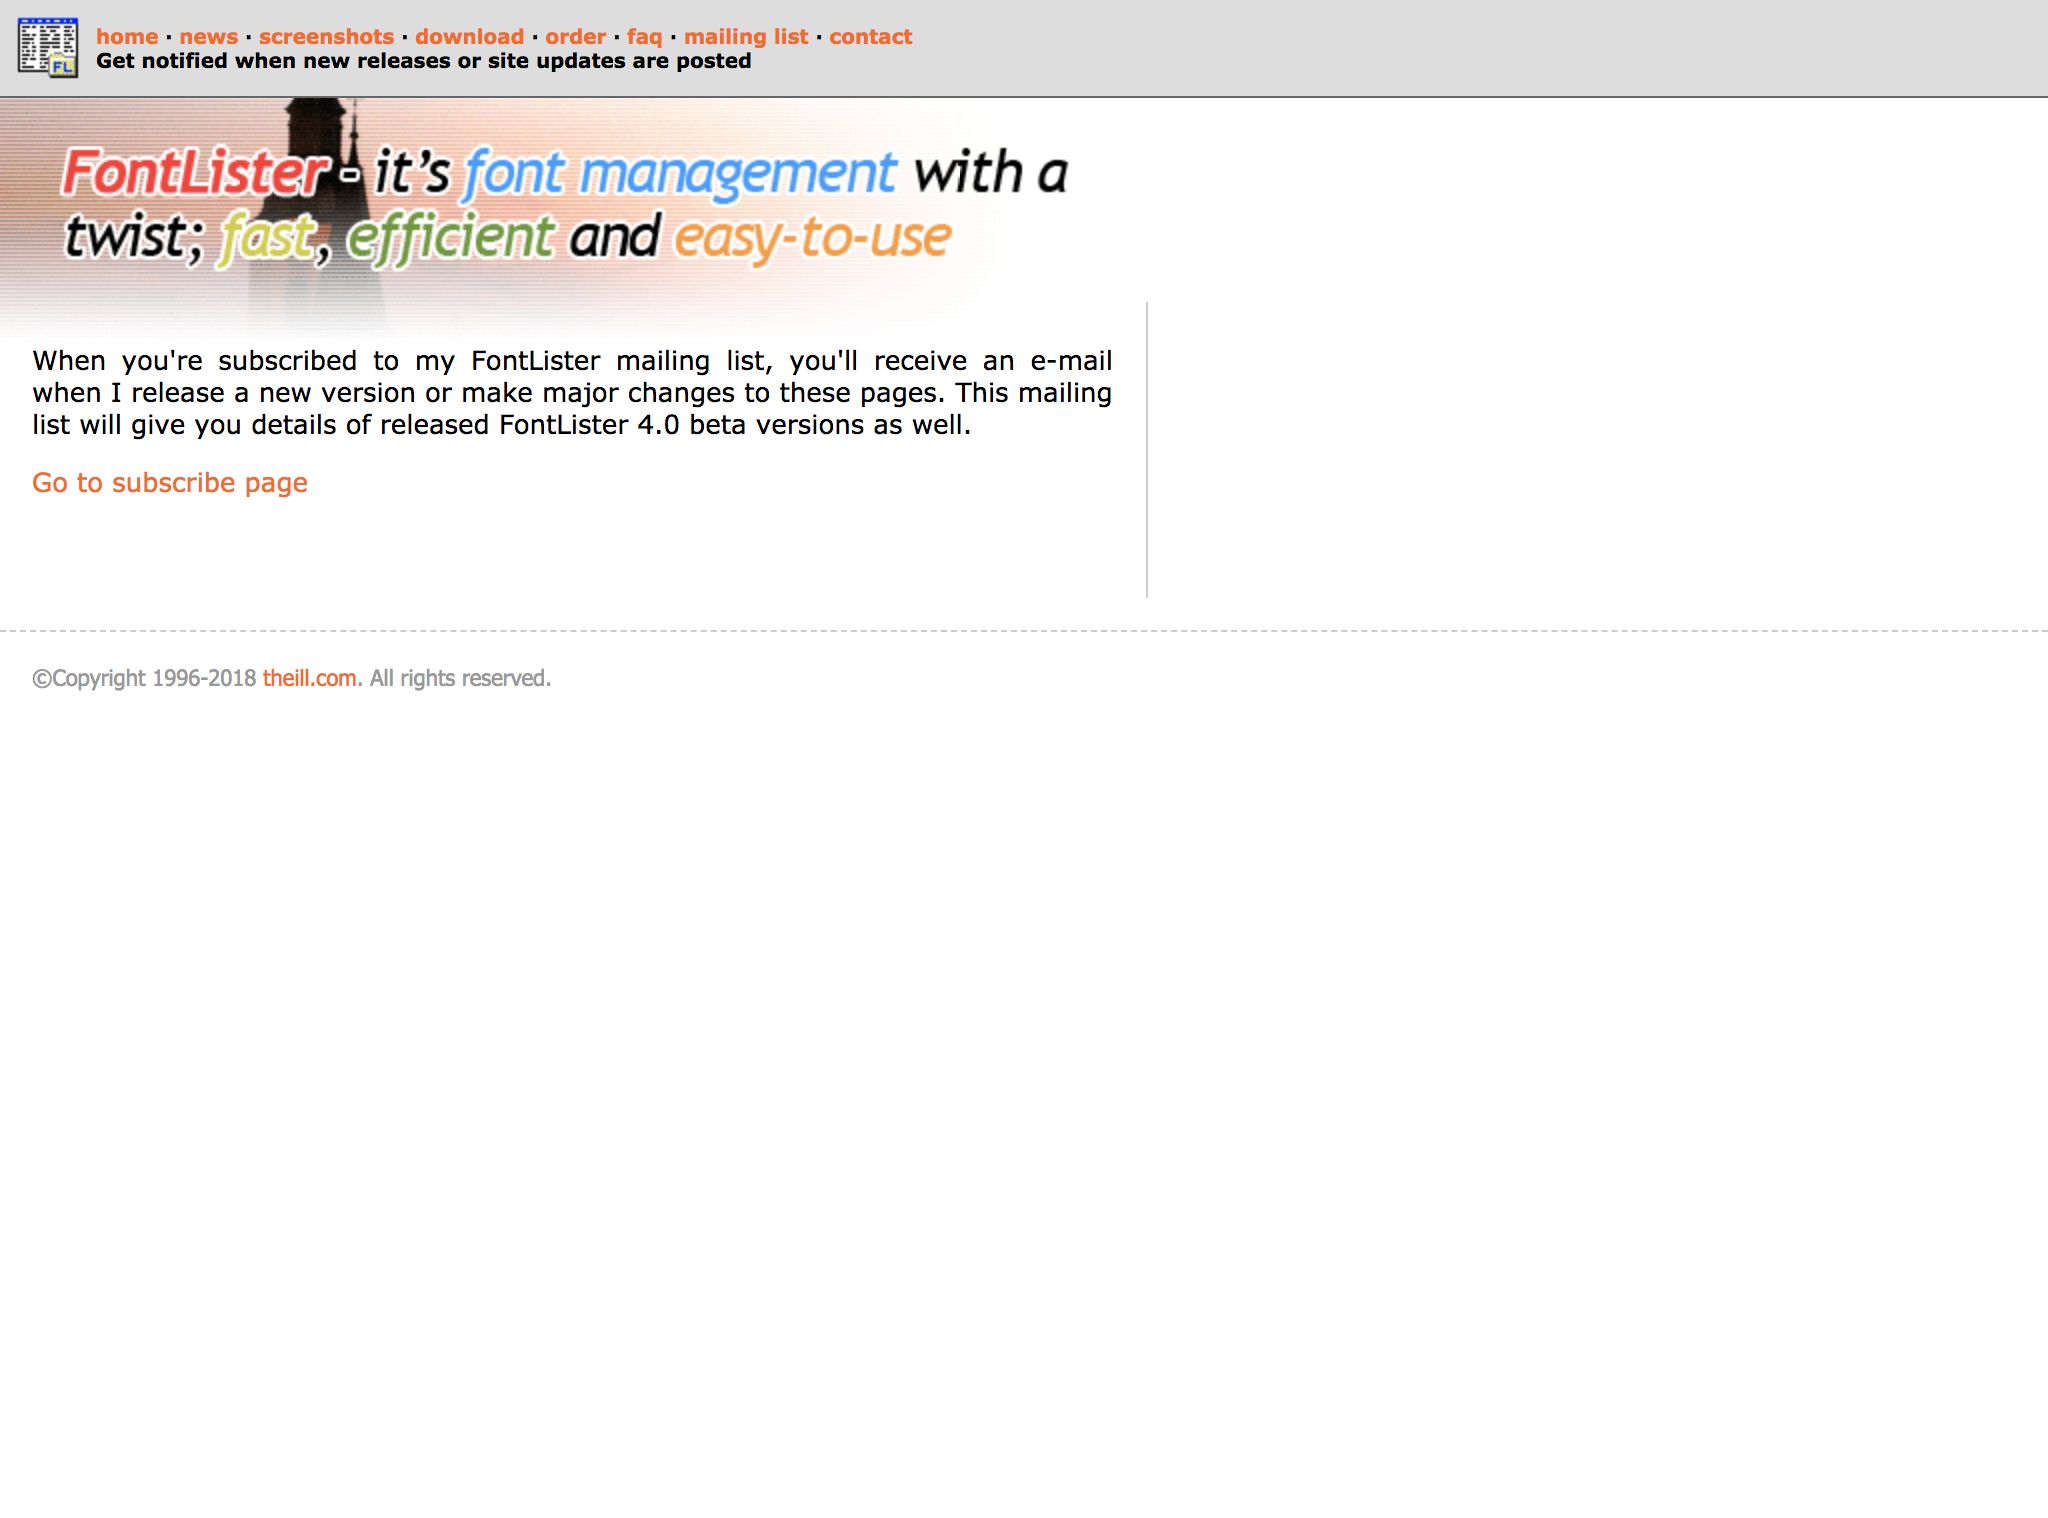 home · news · screenshots · download · order · faq · mailing list · contact
Get notified when new releases or site updates are posted
FL
FontLister - it’s font management with a
twist; fast, efficient and easy-to-use
When you're subscribed to my FontLister mailing list, you'll receive an e-mail
when I release a new version or make major changes to these pages. This mailing
list will give you details of released FontLister 4.0 beta versions as well.
Go to subscribe page
©Copyright 1996-2018 theill.com. All rights reserved.